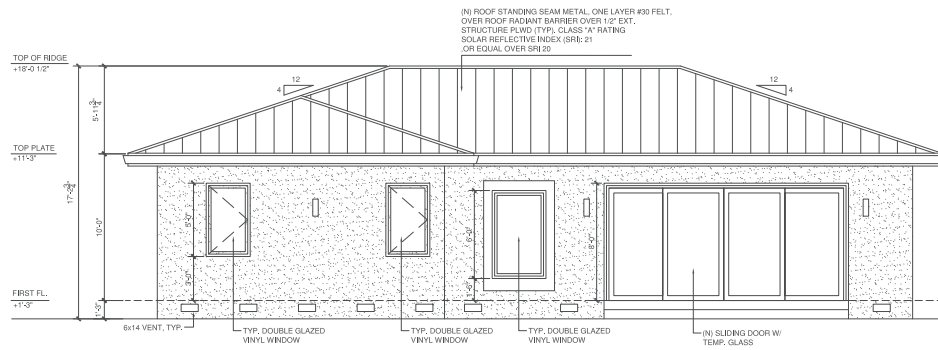 (N) ROOF STANDING SEAM METAL, ONE LAYER #30 FELT,
OVER ROOF RADIANT BARRIER OVER 1/2" EXT.
STRUCTURE PLWD (TYP). CLASS "A" RATING
SOLAR REFLECTIVE INDEX (SRI): 21
,OR EQUAL OVER SRI 20
TOP OF RIDGE
+18'-0 1/2"
12
4
12
4
5'-11 3/4"
TOP PLATE
+11'-3"
17'-2 3/4"
10'-0"
5'-0"
3'-0"
6'-0"
1'-6"
8'-0"
FIRST FL.
+1'-3"
1'-3"
6x14 VENT, TYP.
TYP. DOUBLE GLAZED
VINYL WINDOW
TYP. DOUBLE GLAZED
VINYL WINDOW
TYP. DOUBLE GLAZED
VINYL WINDOW
(N) SLIDING DOOR W/
TEMP. GLASS